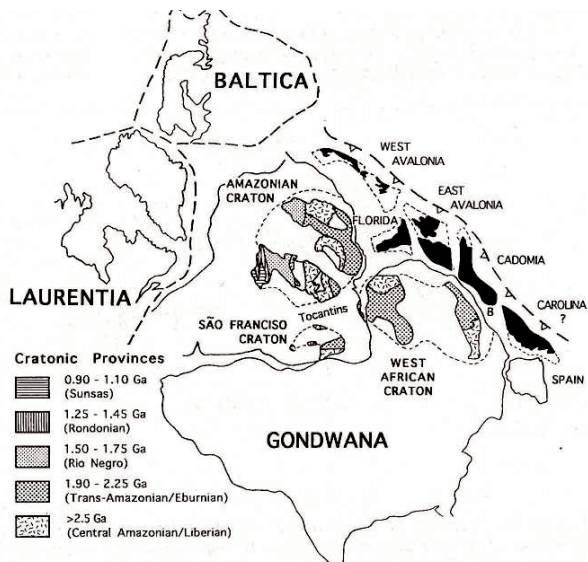 BALTICA
WEST
AVALONIA
AMAZONIAN
CRATON
EAST
AVALONIA
FLORIDA
CADOMIA
LAURENTIA
CAROLINA
?
B
Tocantins
SÃO FRANCISO
CRATON
SPAIN
WEST
AFRICAN
CRATON
GONDWANA
Cratonic Provinces
0.90 - 1.10 Ga
(Sunsas)
1.25 - 1.45 Ga
(Rondonian)
1.50 - 1.75 Ga
(Rio Negro)
1.90 - 2.25 Ga
(Trans-Amazonian/Eburnian)
>2.5 Ga
(Central Amazonian/Liberian)